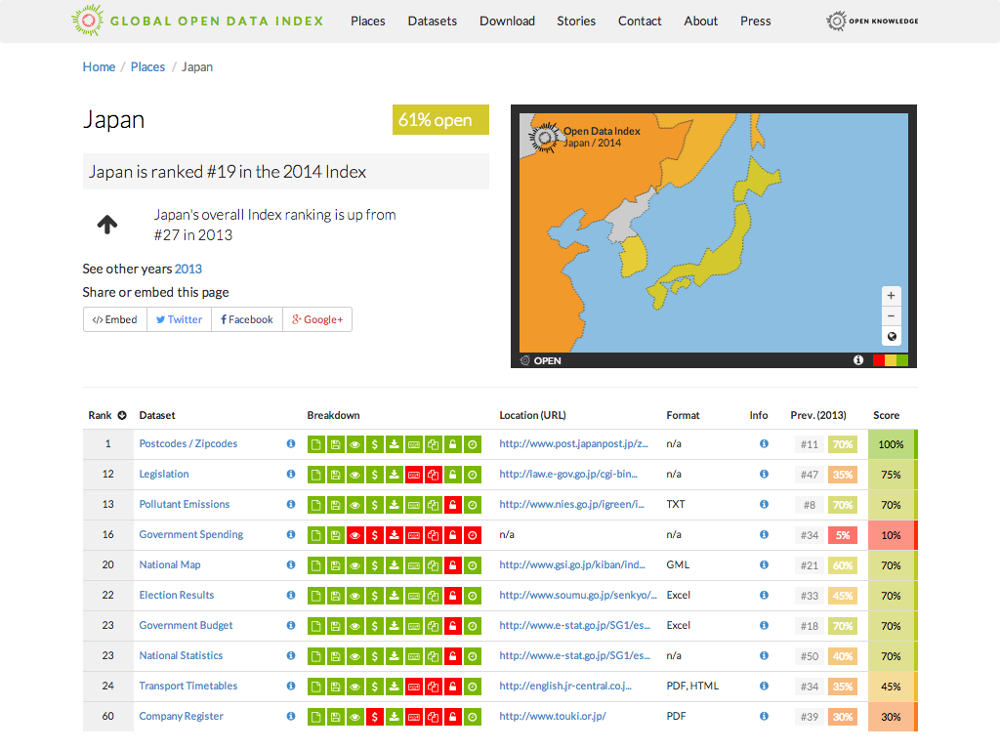 GLOBAL OPEN DATA INDEX Places Datasets Download Stories Contact About Press OPEN KNOWLEDGE
Home / Places / Japan
Japan 61% open
Japan is ranked #19 in the 2014 Index
Japan's overall Index ranking is up from
#27 in 2013
See other years 2013
Share or embed this page
</> Embed Twitter Facebook Google+
Open Data Index
Japan / 2014
+
−
OPEN
Rank Dataset Breakdown Location (URL) Format Info Prev. (2013) Score
1 Postcodes / Zipcodes http://www.post.japanpost.jp/z... n/a #11 70% 100%
12 Legislation http://law.e-gov.go.jp/cgi-bin... n/a #47 35% 75%
13 Pollutant Emissions http://www.nies.go.jp/igreen/i... TXT #8 70% 70%
16 Government Spending n/a n/a #34 5% 10%
20 National Map http://www.gsi.go.jp/kiban/ind... GML #21 60% 70%
22 Election Results http://www.soumu.go.jp/senkyo/... Excel #33 45% 70%
23 Government Budget http://www.e-stat.go.jp/SG1/es... Excel #18 70% 70%
23 National Statistics http://www.e-stat.go.jp/SG1/es... n/a #50 40% 70%
24 Transport Timetables http://english.jr-central.co.j... PDF, HTML #34 35% 45%
60 Company Register http://www.touki.or.jp/ PDF #39 30% 30%